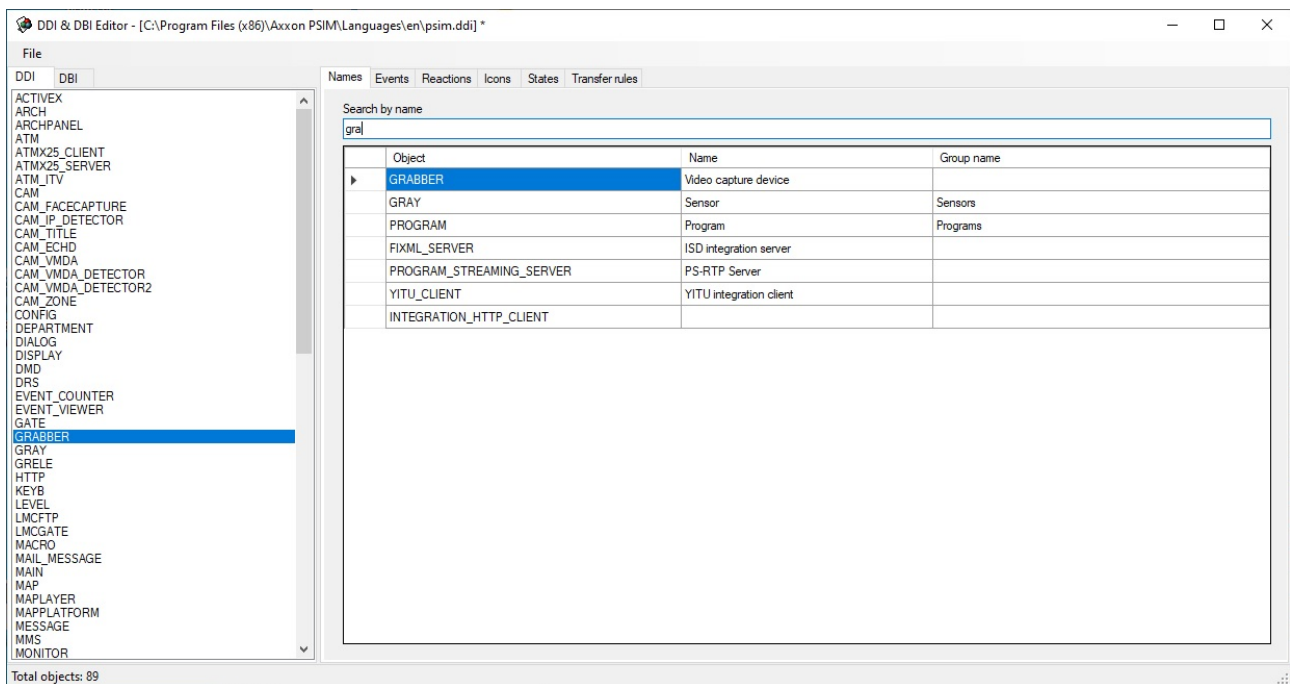 DDI & DBI Editor - [C:\Program Files (x86)\Axxon PSIM\Languages\en\psim.ddi] *
File
DDI DBI
ACTIVEX
ARCH
ARCHPANEL
ATM
ATMX25_CLIENT
ATMX25_SERVER
ATM_ITV
CAM
CAM_FACECAPTURE
CAM_IP_DETECTOR
CAM_TITLE
CAM_ECHD
CAM_VMDA
CAM_VMDA_DETECTOR
CAM_VMDA_DETECTOR2
CAM_ZONE
CONFIG
DEPARTMENT
DIALOG
DISPLAY
DMD
DRS
EVENT_COUNTER
EVENT_VIEWER
GATE
GRABBER
GRAY
GRELE
HTTP
KEYB
LEVEL
LMCFTP
LMCGATE
MACRO
MAIL_MESSAGE
MAIN
MAP
MAPLAYER
MAPPLATFORM
MESSAGE
MMS
MONITOR
Names Events Reactions Icons States Transfer rules
Search by name
gra
Object Name Group name
GRABBER Video capture device
GRAY Sensor Sensors
PROGRAM Program Programs
FIXML_SERVER ISD integration server
PROGRAM_STREAMING_SERVER PS-RTP Server
YITU_CLIENT YITU integration client
INTEGRATION_HTTP_CLIENT
Total objects: 89